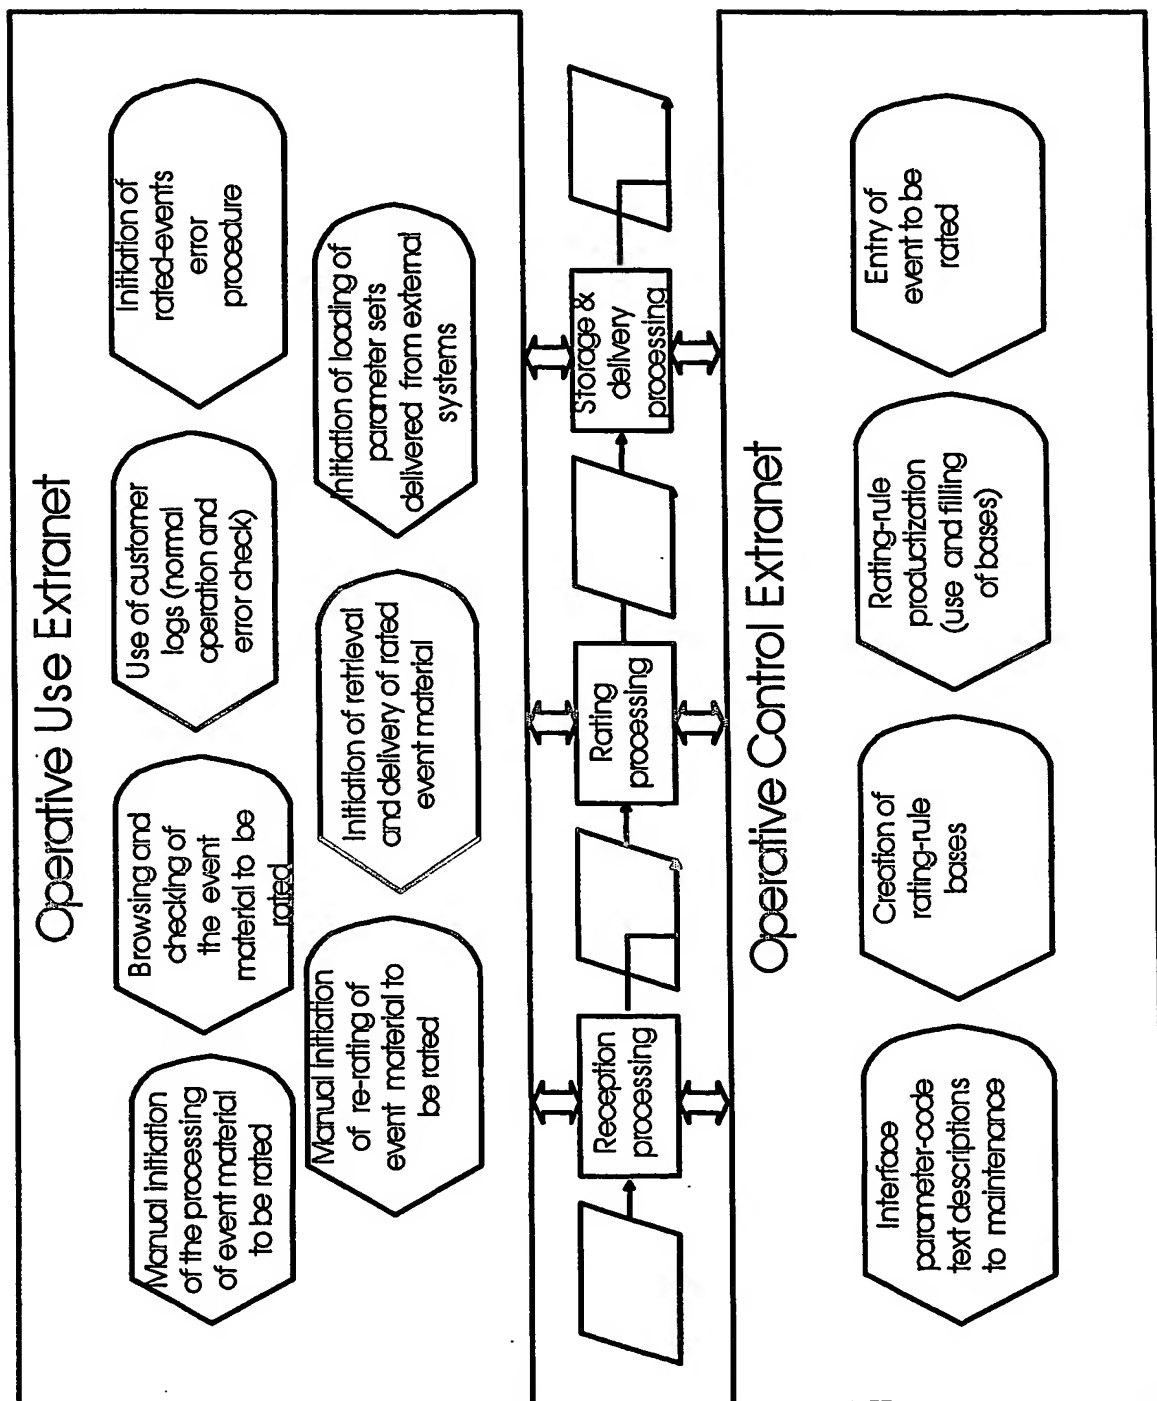 Operative Use Extranet
Manual initiation
of the processing
of event material
to be rated
Browsing and
checking of
the event
material to be
rated
Use of customer
logs (normal
operation and
error check)
Initiation of
rated-events
error
procedure
Manual initiation
of re-rating of
event material to
be rated
Initiation of retrieval
and delivery of rated
event material
Initiation of loading of
parameter sets
delivered from external
systems
Reception
processing
Rating
processing
Storage &
delivery
processing
Operative Control Extranet
Interface
parameter-code
text descriptions
to maintenance
Creation of
rating-rule
bases
Rating-rule
productization
(use and filling
of bases)
Entry of
event to be
rated